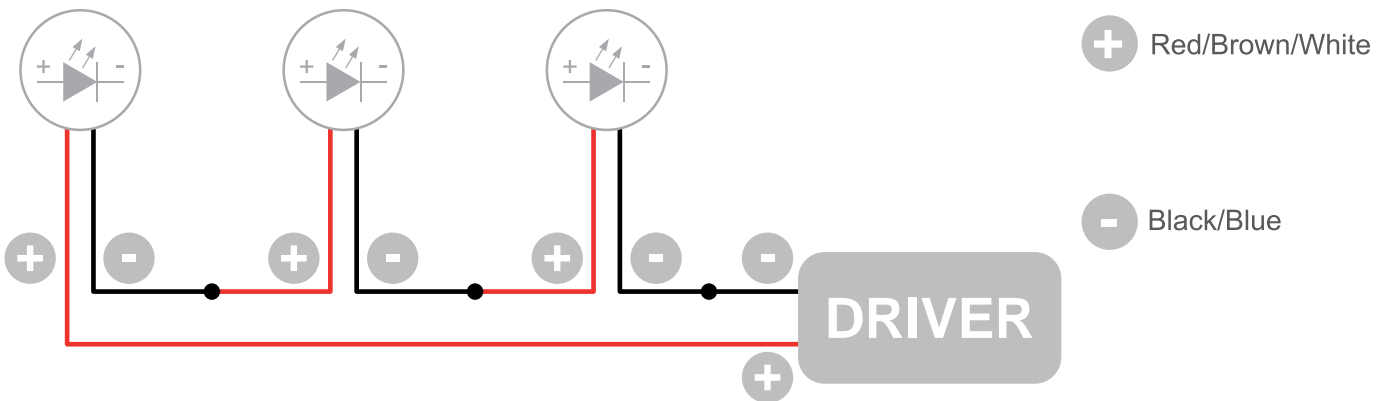 + -
+ -
+ -
+ Red/Brown/White
- Black/Blue
+ - + - + - -
DRIVER
+